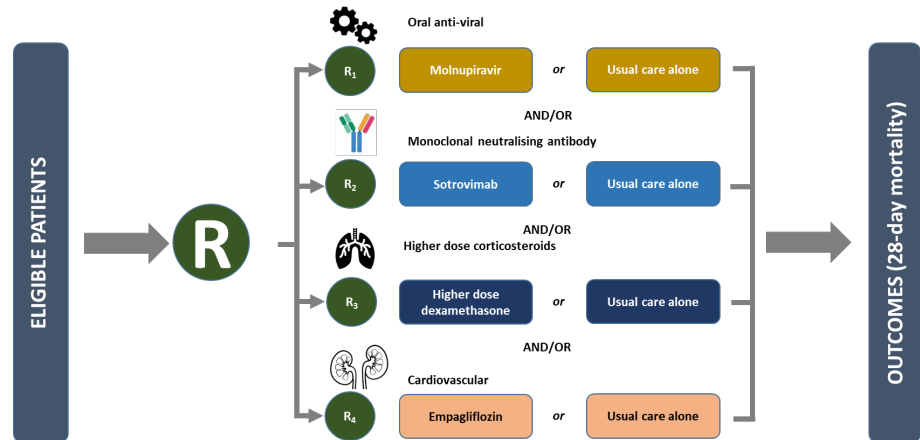 ELIGIBLE PATIENTS
R
Oral anti-viral
R1
Molnupiravir
or
Usual care alone
AND/OR
Monoclonal neutralising antibody
R2
Sotrovimab
or
Usual care alone
AND/OR
Higher dose corticosteroids
R3
Higher dose
dexamethasone
or
Usual care alone
AND/OR
Cardiovascular
R4
Empagliflozin
or
Usual care alone
OUTCOMES (28-day mortality)